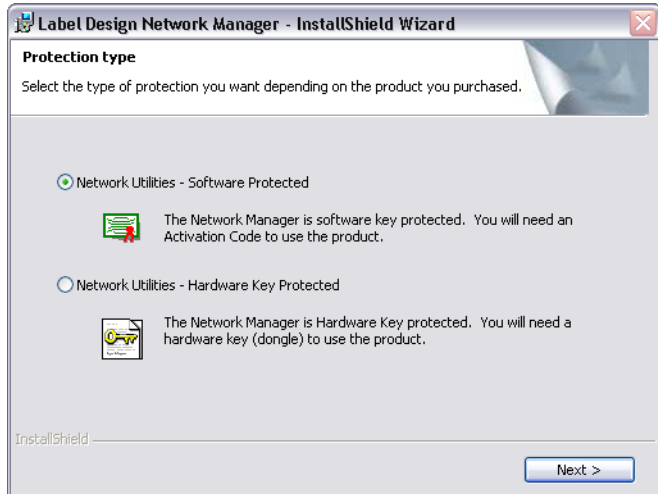 Label Design Network Manager - InstallShield Wizard
Protection type
Select the type of protection you want depending on the product you purchased.
Network Utilities - Software Protected
The Network Manager is software key protected.  You will need an
Activation Code to use the product.
Network Utilities - Hardware Key Protected
The Network Manager is Hardware Key protected.  You will need a
hardware key (dongle) to use the product.
InstallShield
Next >